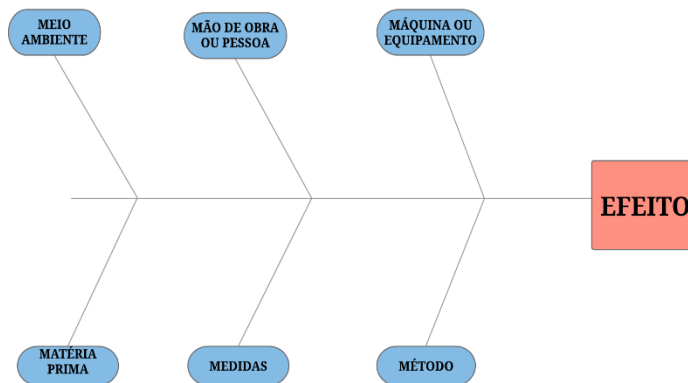 MEIO
AMBIENTE
MÃO DE OBRA
OU PESSOA
MÁQUINA OU
EQUIPAMENTO
EFEITO
MATÉRIA
PRIMA
MEDIDAS
MÉTODO